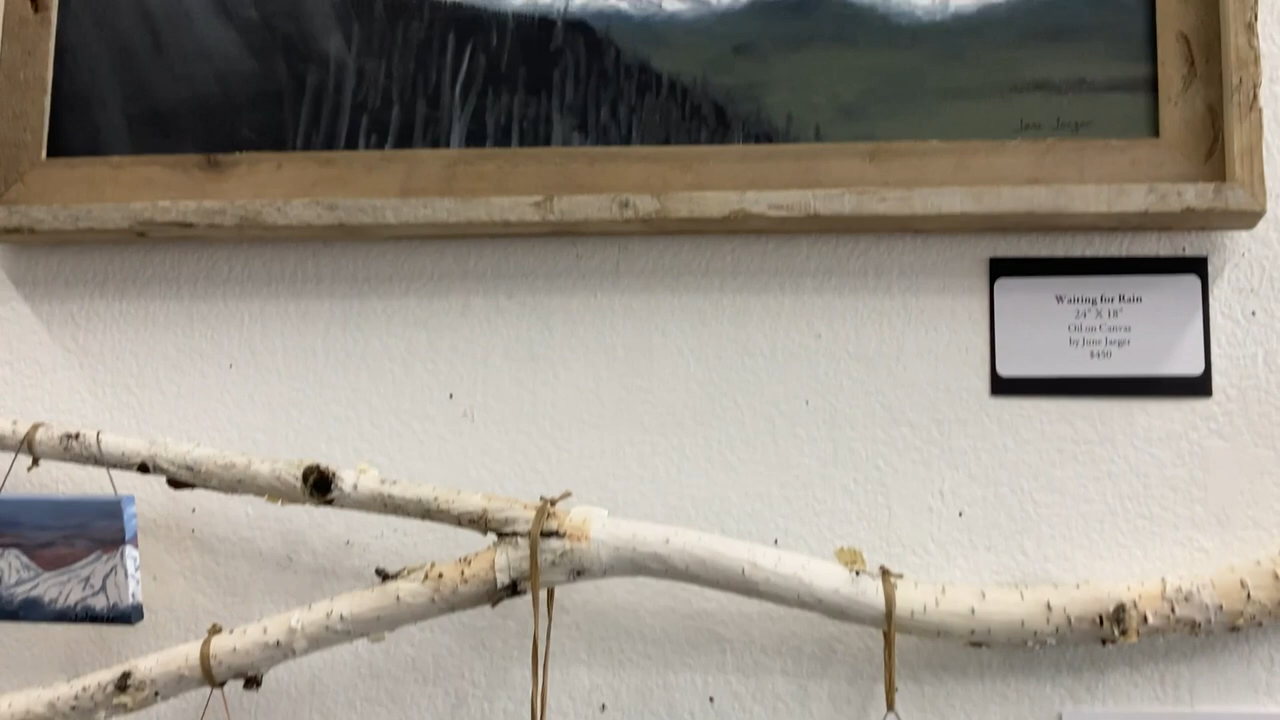 June Jaeger
Waiting for Rain
24" X 18"
Oil on Canvas
by June Jaeger
$450